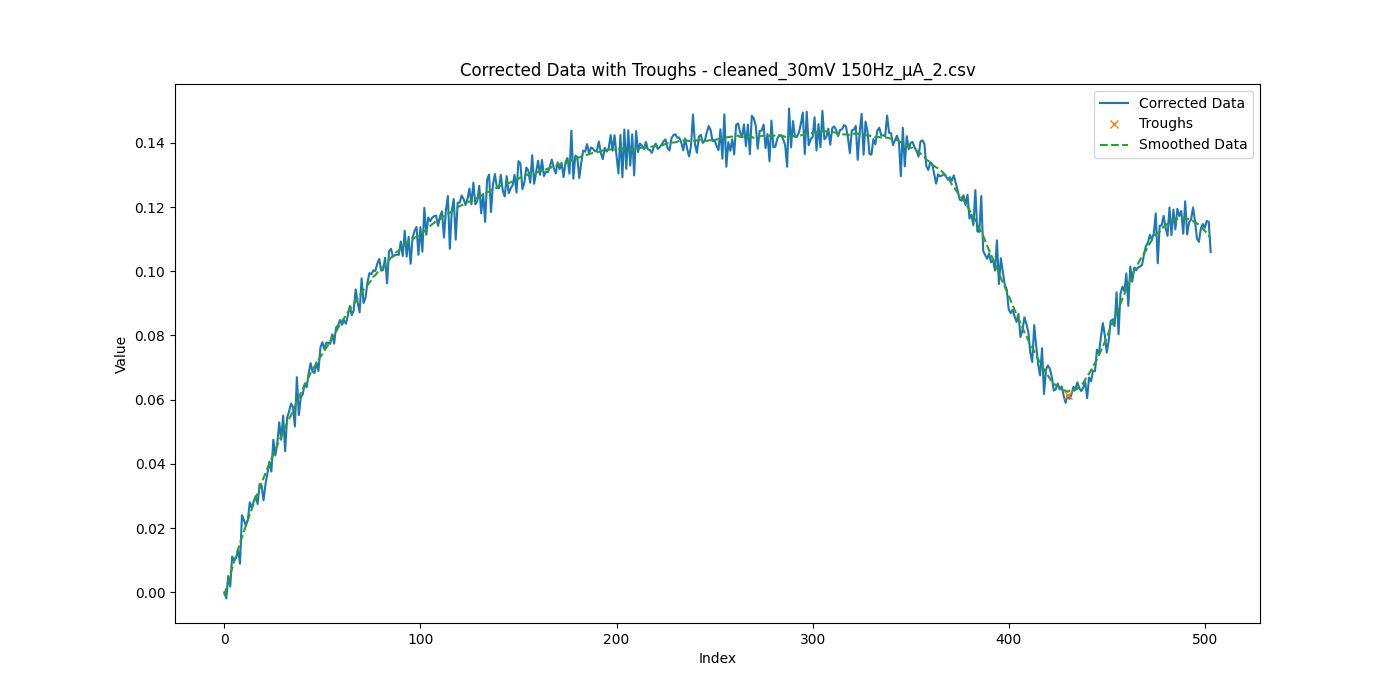 Corrected Data with Troughs - cleaned_30mV 150Hz_µA_2.csv
Corrected Data
Troughs
Smoothed Data
Value
0.14
0.12
0.10
0.08
0.06
0.04
0.02
0.00
0
100
200
300
400
500
Index